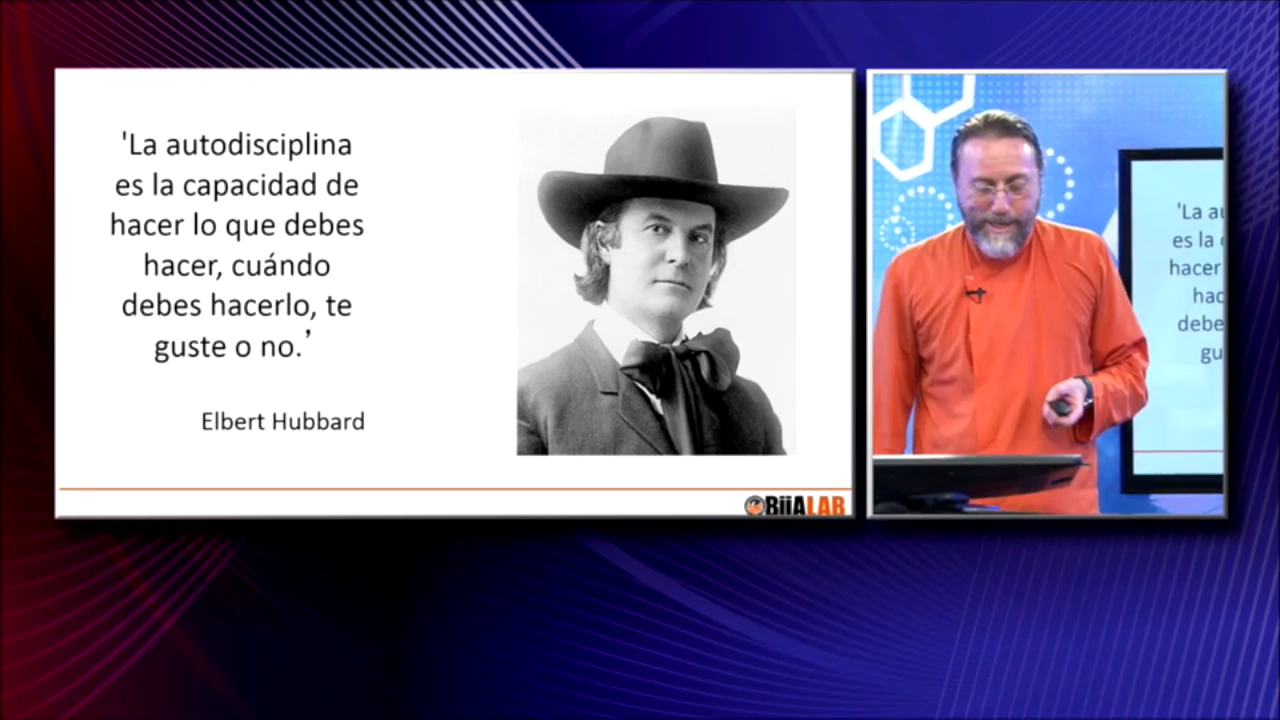 'La autodisciplina
es la capacidad de
hacer lo que debes
hacer, cuándo
debes hacerlo, te
guste o no.’
Elbert Hubbard
RiiALAB
'La au
es la
hacer
hac
debe
gu